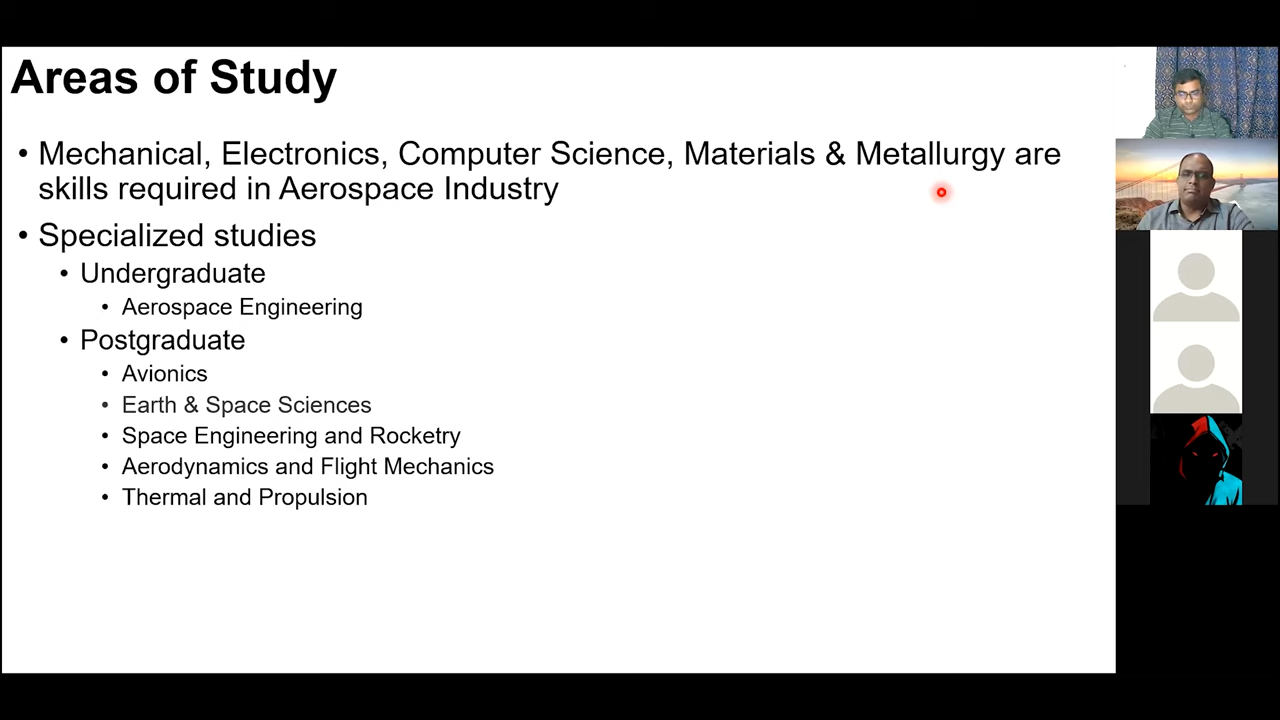 Areas of Study
• Mechanical, Electronics, Computer Science, Materials & Metallurgy are
skills required in Aerospace Industry
• Specialized studies
• Undergraduate
• Aerospace Engineering
• Postgraduate
• Avionics
• Earth & Space Sciences
• Space Engineering and Rocketry
• Aerodynamics and Flight Mechanics
• Thermal and Propulsion